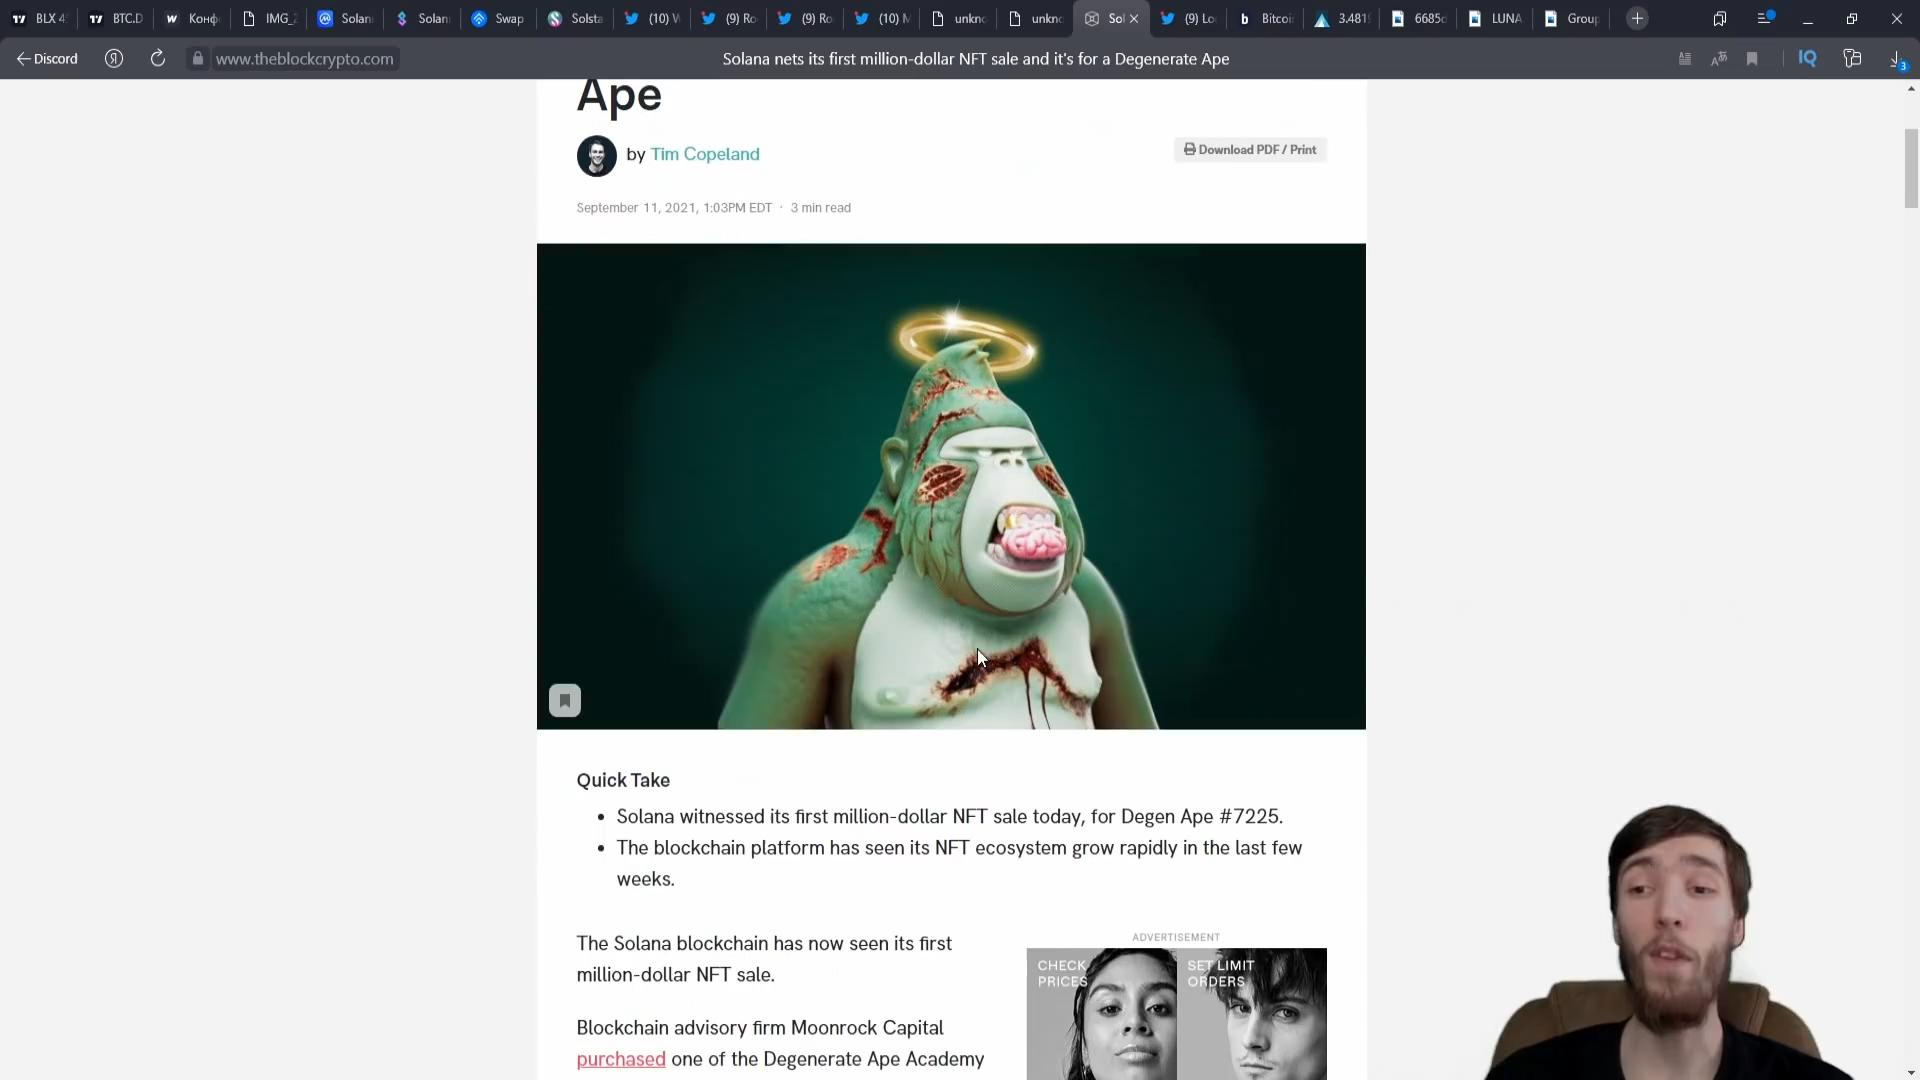 BLX 4
BTC.D
Конф
IMG_
Solan
Solan
Swap
Solsta
(10)
(9) Ro
(9) Ro
(10)
unkno
unkno
So
(9) Lo
Bitcoi
3.481
6685
LUNA
Group
Discord
www.theblockcrypto.com
Solana nets its first million-dollar NFT sale and it's for a Degenerate Ape
IQ
3
Ape
by Tim Copeland
Download PDF / Print
September 11, 2021, 1:03PM EDT · 3 min read
Quick Take
• Solana witnessed its first million-dollar NFT sale today, for Degen Ape #7225.
• The blockchain platform has seen its NFT ecosystem grow rapidly in the last few
weeks.
The Solana blockchain has now seen its first
million-dollar NFT sale.
Blockchain advisory firm Moonrock Capital
purchased one of the Degenerate Ape Academy
ADVERTISEMENT
CHECK
PRICES
SET LIMIT
ORDERS